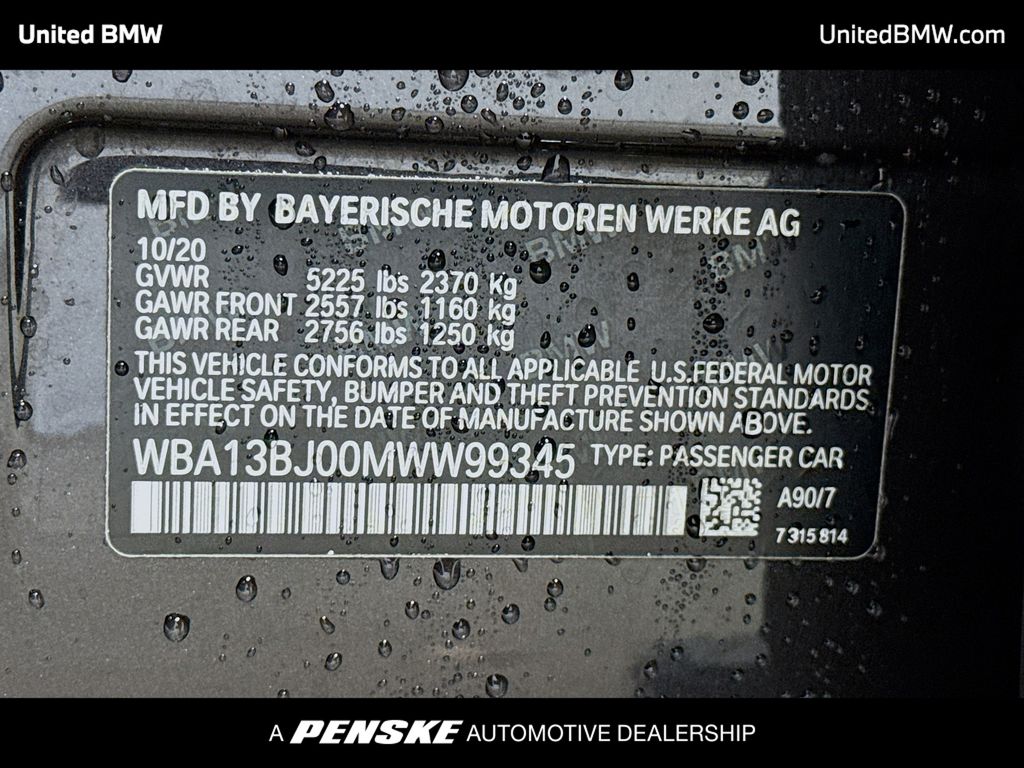 United BMW
UnitedBMW.com
MFD BY BAYERISCHE MOTOREN WERKE AG
10/20
GVWR 5225 lbs 2370 kg
GAWR FRONT 2557 lbs 1160 kg
GAWR REAR 2756 lbs 1250 kg
THIS VEHICLE CONFORMS TO ALL APPLICABLE U.S.FEDERAL MOTOR
VEHICLE SAFETY, BUMPER AND THEFT PREVENTION STANDARDS
IN EFFECT ON THE DATE OF MANUFACTURE SHOWN ABOVE.
WBA13BJ00MWW99345 TYPE: PASSENGER CAR
A90/7
7 315 814
A PENSKE AUTOMOTIVE DEALERSHIP